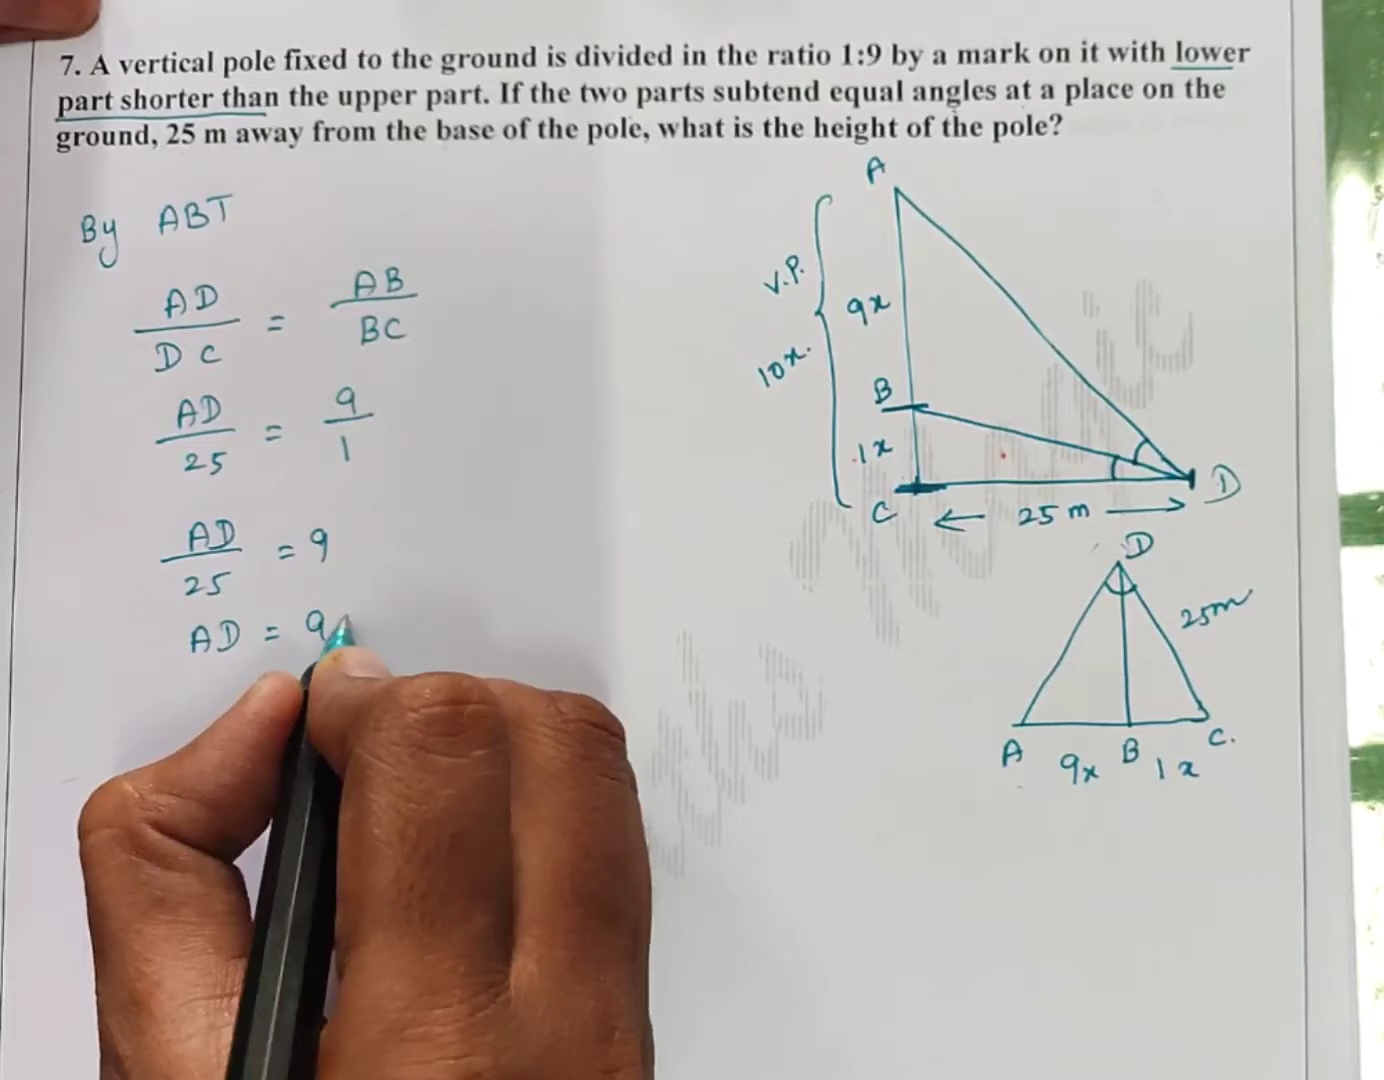 7. A vertical pole fixed to the ground is divided in the ratio 1:9 by a mark on it with lower
part shorter than the upper part. If the two parts subtend equal angles at a place on the
ground, 25 m away from the base of the pole, what is the height of the pole?
By ABT
AD / DC = AB / BC
AD / 25 = 9 / 1
AD / 25 = 9
AD = 9
A
V.P.
9x
10x.
B
1x
C
D
25 m
D
25m
A
B
C.
9x
1x